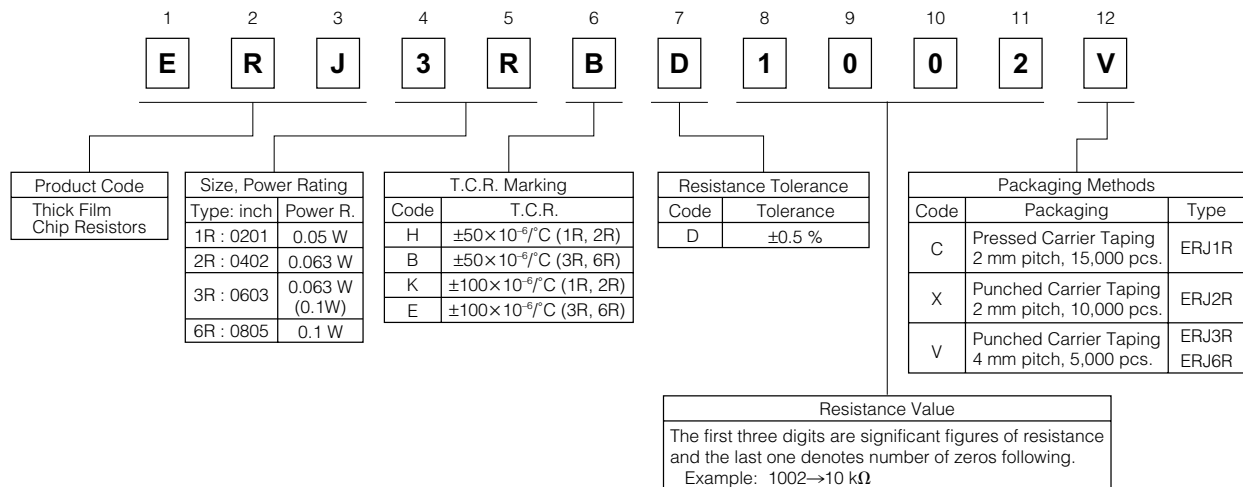 1 2 3 4 5 6 7 8 9 10 11 12
E R J 3 R B D 1 0 0 2 V
Product Code
Thick Film
Chip Resistors
Size, Power Rating
Type: inch Power R.
1R : 0201 0.05 W
2R : 0402 0.063 W
3R : 0603 0.063 W
(0.1W)
6R : 0805 0.1 W
T.C.R. Marking
Code T.C.R.
H ±50×10⁻⁶/°C (1R, 2R)
B ±50×10⁻⁶/°C (3R, 6R)
K ±100×10⁻⁶/°C (1R, 2R)
E ±100×10⁻⁶/°C (3R, 6R)
Resistance Tolerance
Code Tolerance
D ±0.5 %
Packaging Methods
Code Packaging Type
C Pressed Carrier Taping
2 mm pitch, 15,000 pcs. ERJ1R
X Punched Carrier Taping
2 mm pitch, 10,000 pcs. ERJ2R
V Punched Carrier Taping ERJ3R
4 mm pitch, 5,000 pcs. ERJ6R
Resistance Value
The first three digits are significant figures of resistance
and the last one denotes number of zeros following.
Example: 1002→10 kΩ